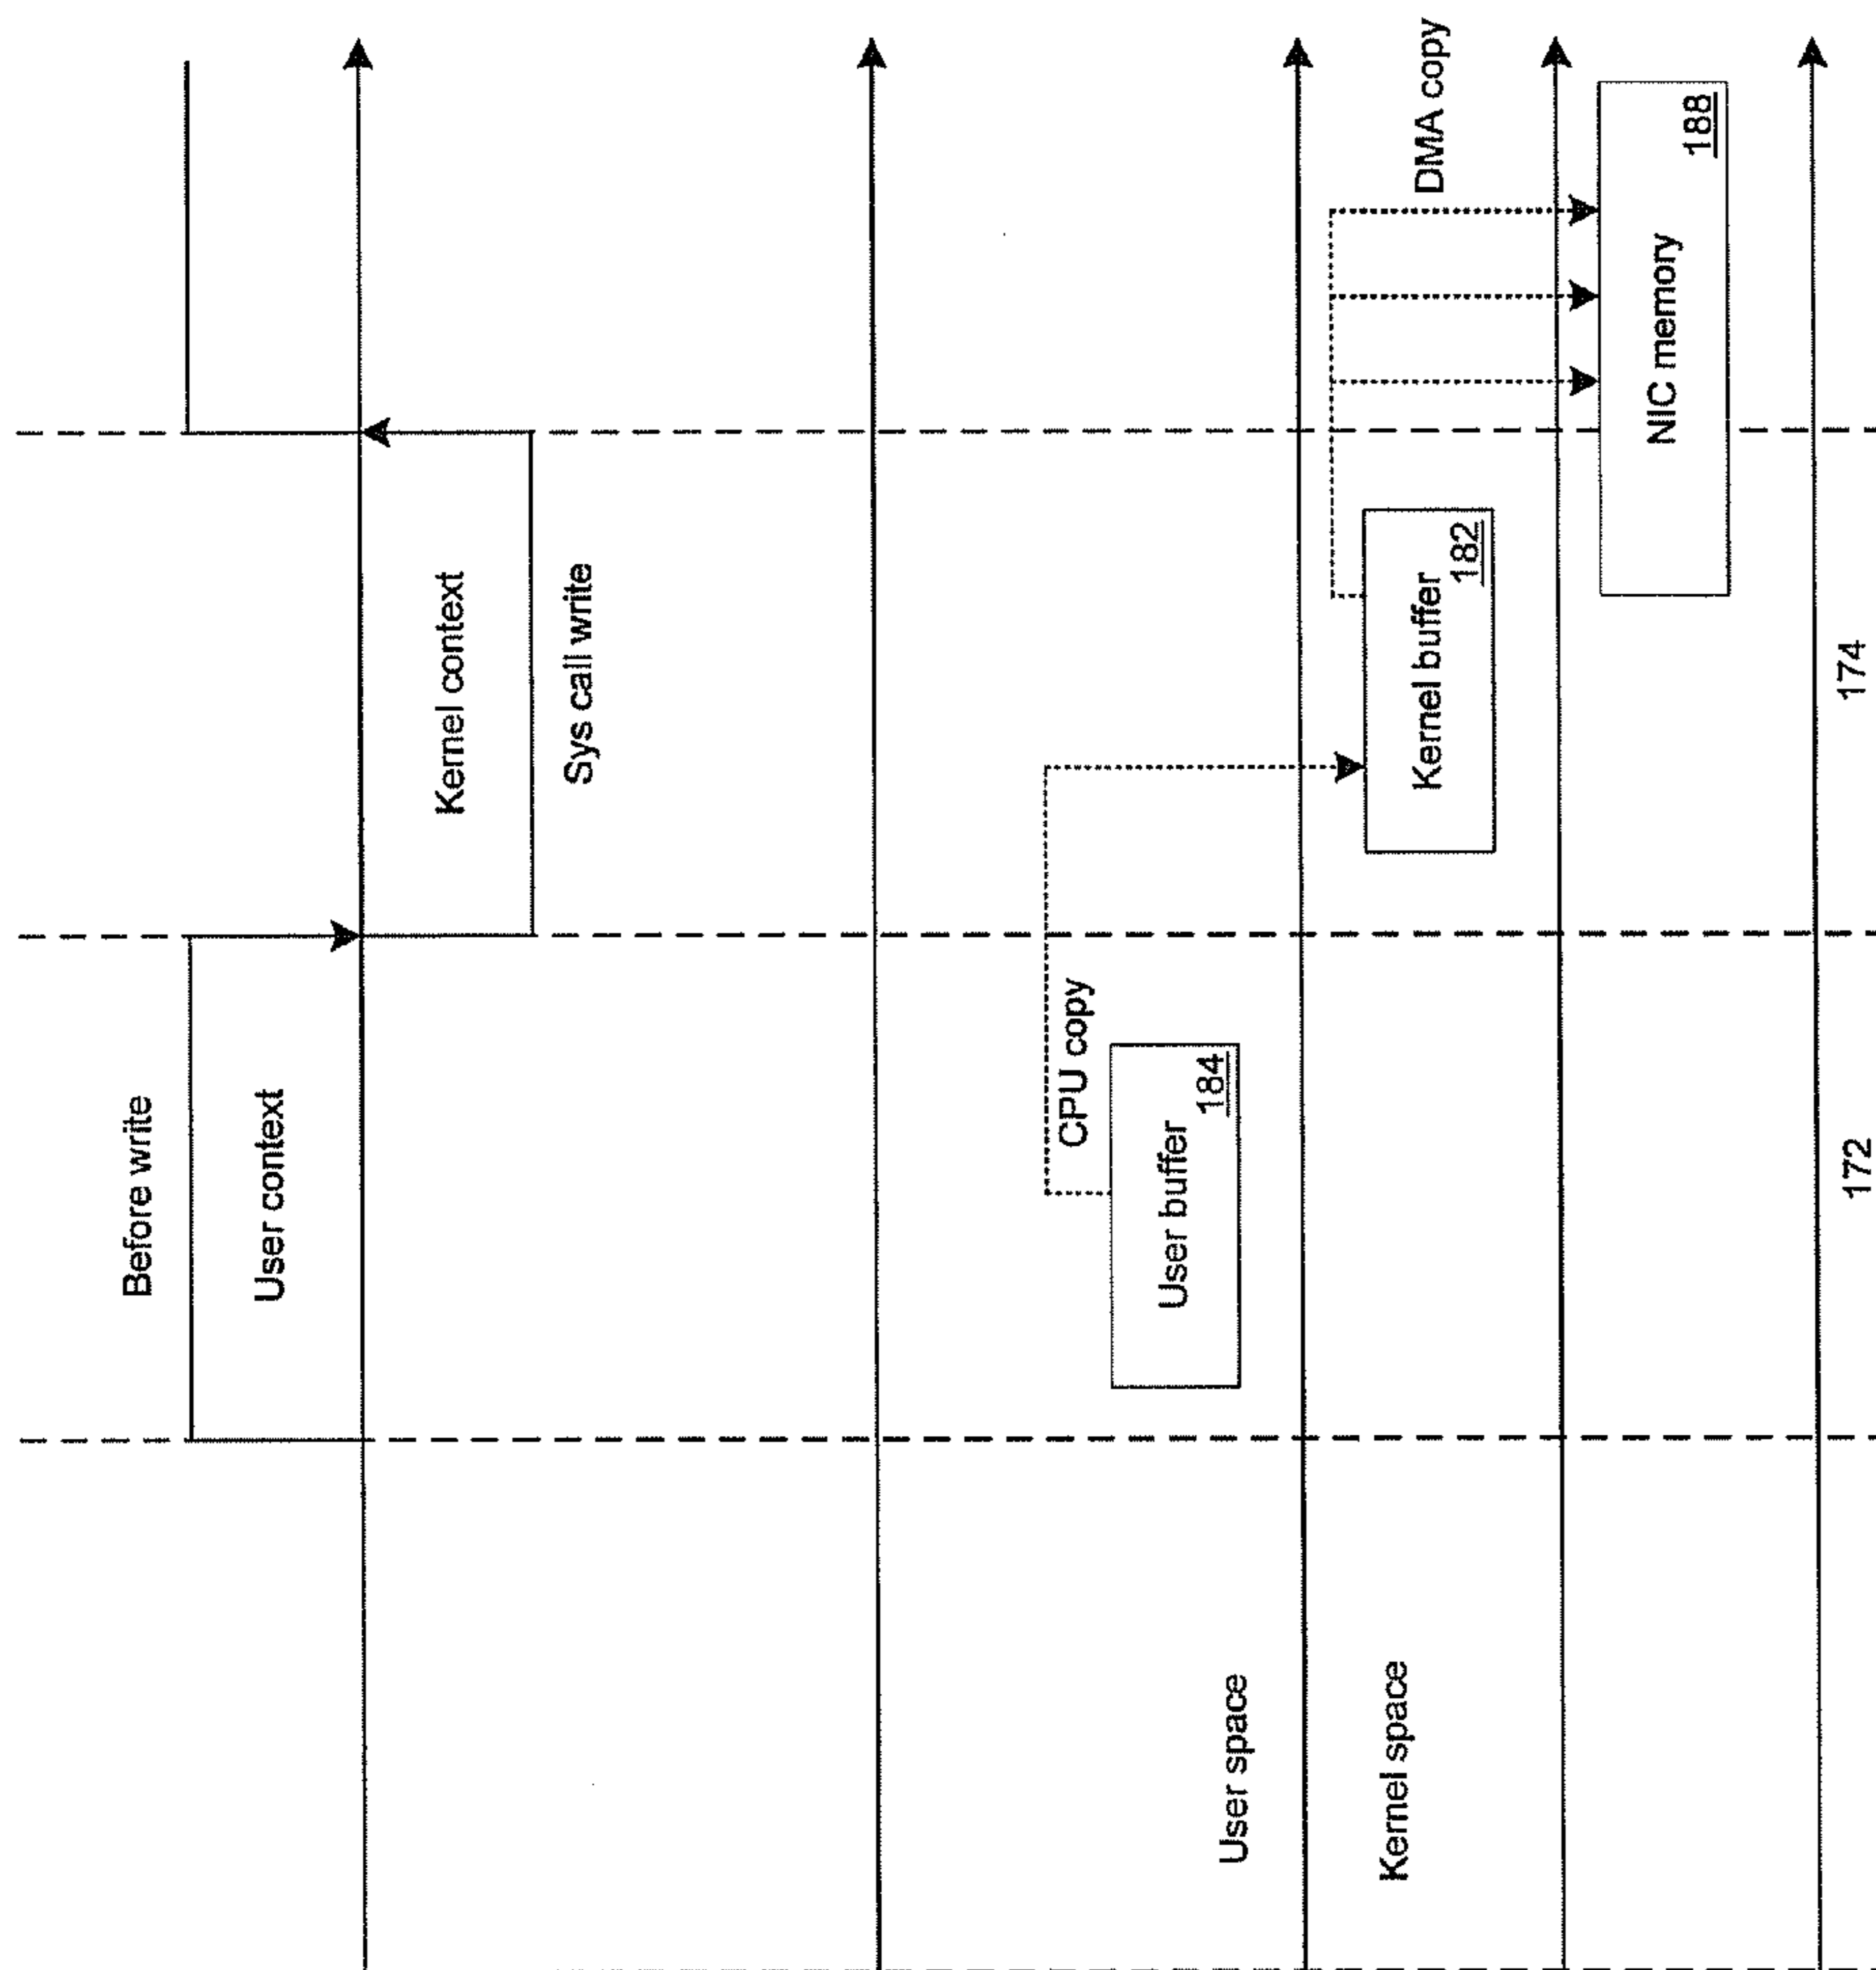 Before write
User context
Kernel context
Sys call write
CPU copy
User buffer
184
User space
Kernel space
Kernel buffer
182
DMA copy
NIC memory
188
172
174